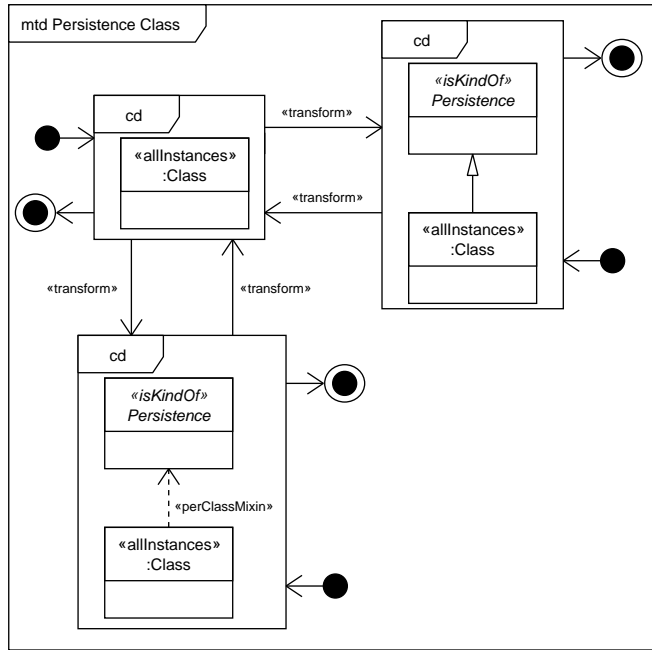 mtd Persistence Class
cd
«isKindOf»
Persistence
«allInstances»
:Class
cd
«allInstances»
:Class
«transform»
«transform»
«transform»
«transform»
cd
«isKindOf»
Persistence
«perClassMixin»
«allInstances»
:Class